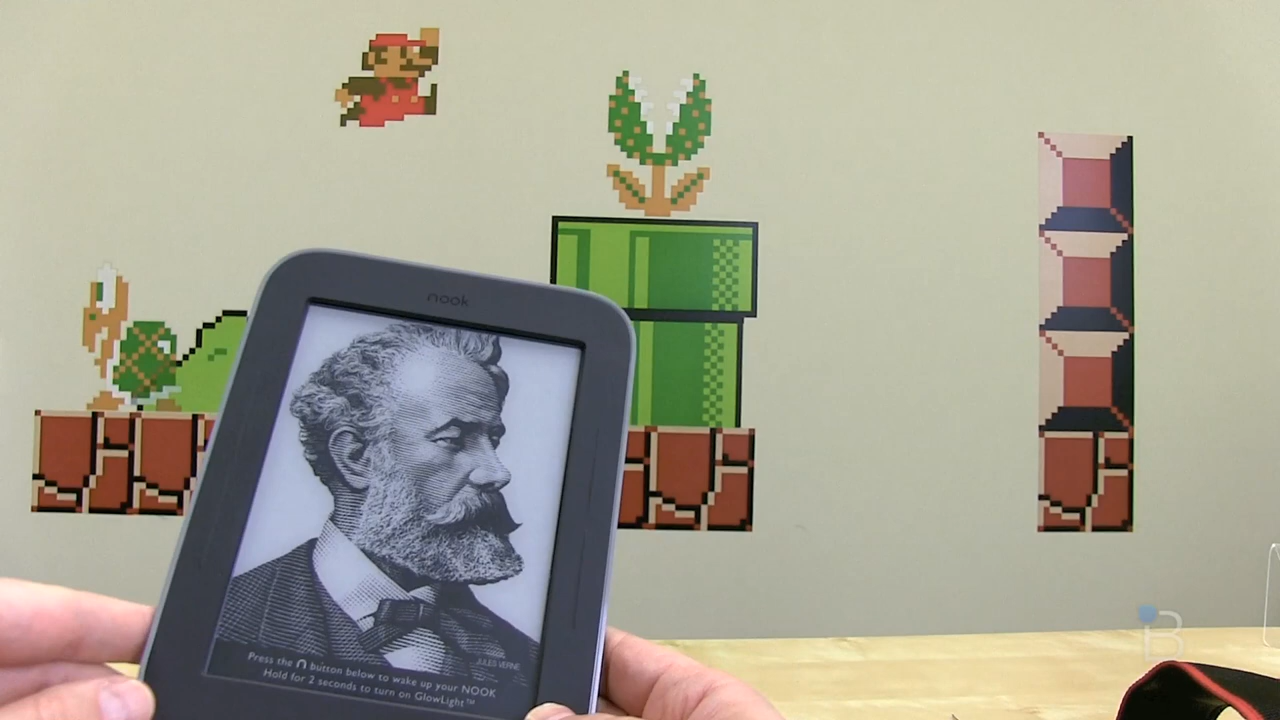 nook
JULES VERNE
Press the n button below to wake up your NOOK
Hold for 2 seconds to turn on GlowLight™
B